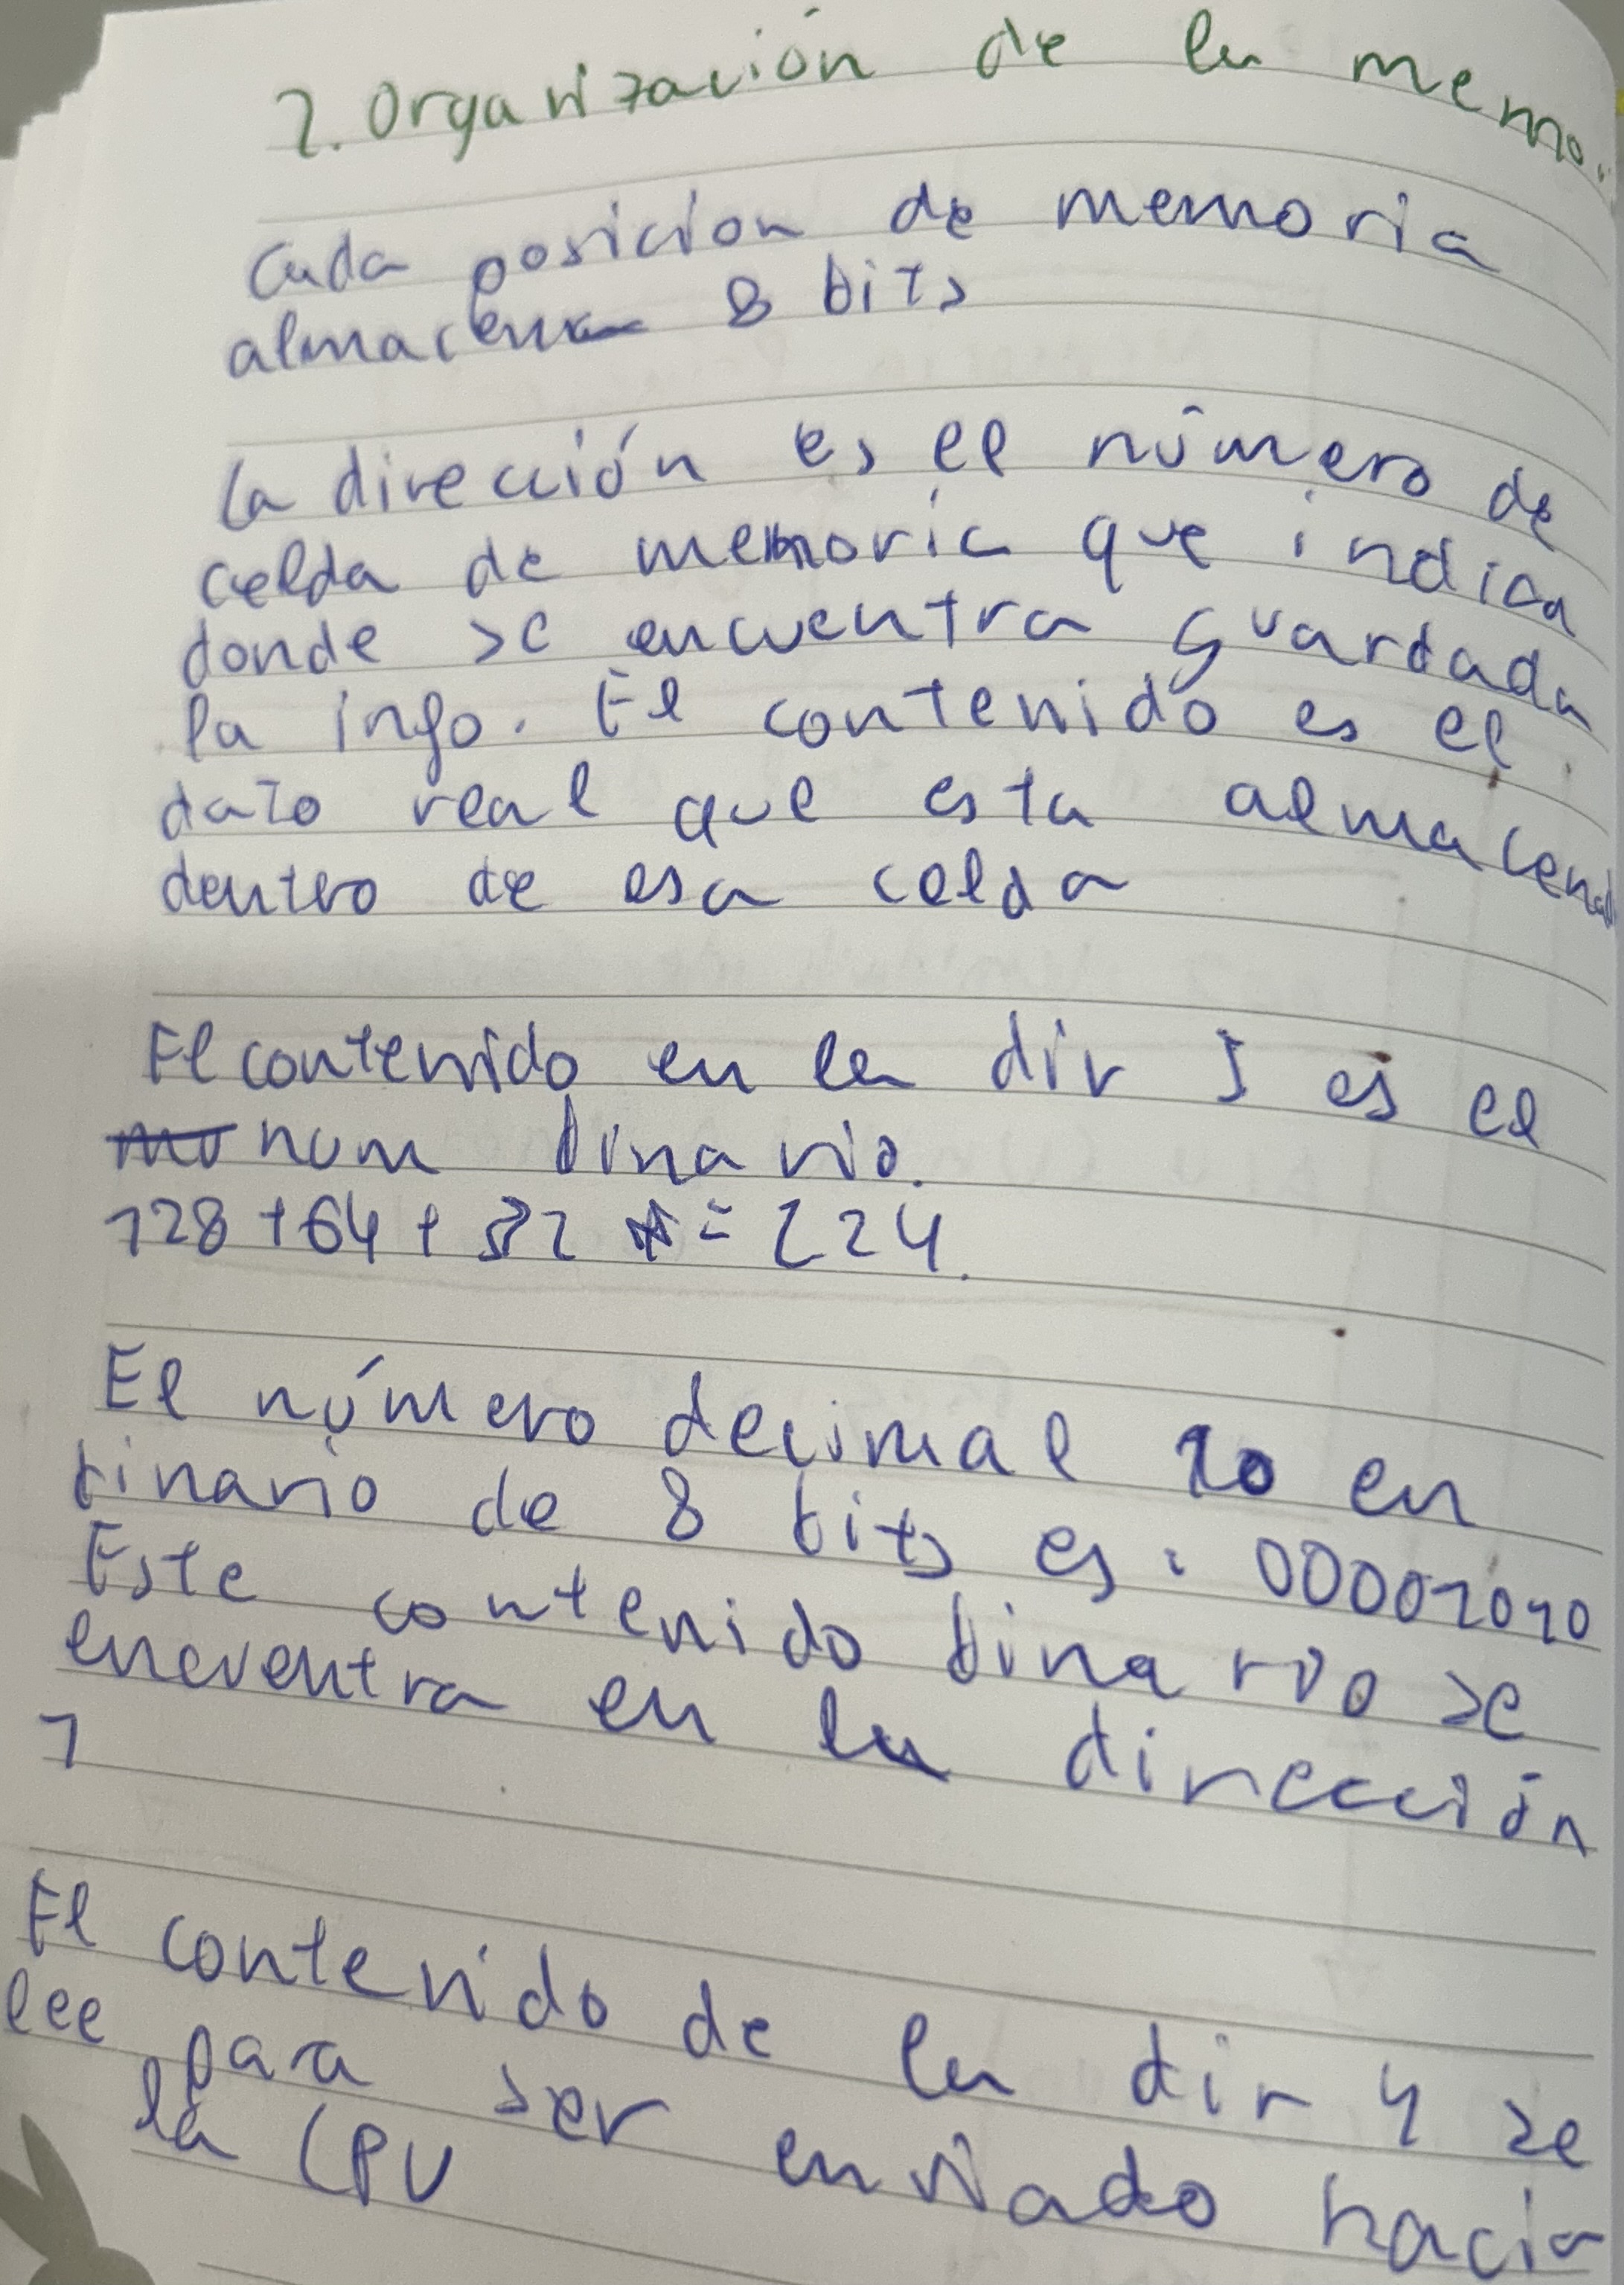 2. Organización de la memo.
Cada posicion de memoria
almacena 8 bits
La dirección es el número de
celda de memoria que indica
donde se encuentra guardada
la info. El contenido es el
dato real que esta almacenad
dentro de esa celda
El contenido en la dir 5 es el
num binario.
128 + 64 + 32 = 224.
El número decimal 10 en
binario de 8 bits es: 00001010
Este contenido binario se
encuentra en la dirección
1
El contenido de la dir 4 se
lee para ser enviado hacia
la CPU